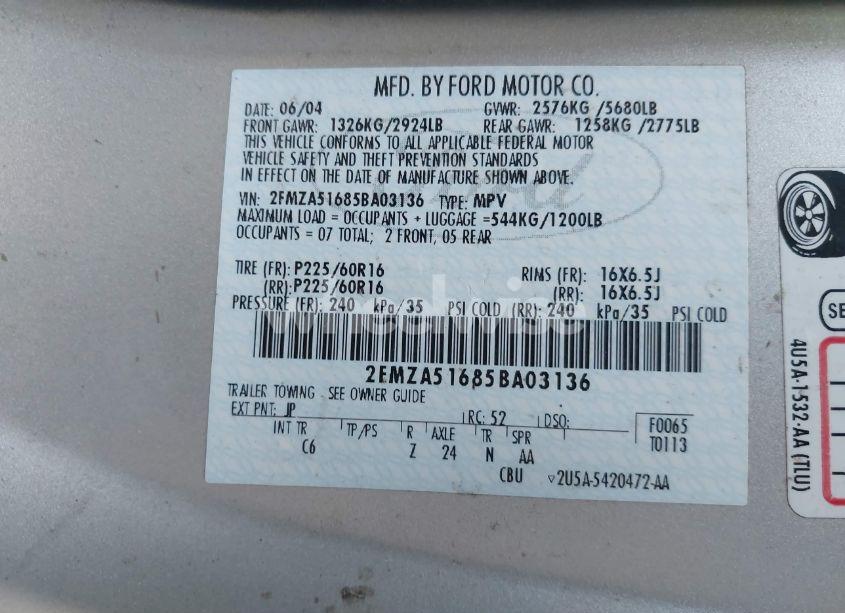 MFD. BY FORD MOTOR CO.
DATE: 06/04 GVWR: 2576KG /5680LB
FRONT GAWR: 1326KG/2924LB REAR GAWR: 1258KG /2775LB
THIS VEHICLE CONFORMS TO ALL APPLICABLE FEDERAL MOTOR
VEHICLE SAFETY AND THEFT PREVENTION STANDARDS
IN EFFECT ON THE DATE OF MANUFACTURE SHOWN ABOVE.
VIN: 2FMZA51685BA03136 TYPE: MPV
MAXIMUM LOAD = OCCUPANTS + LUGGAGE =544KG/1200LB
OCCUPANTS = 07 TOTAL; 2 FRONT, 05 REAR
TIRE (FR): P225/60R16 RIMS (FR): 16X6.5J
(RR): P225/60R16 (RR): 16X6.5J
PRESSURE (FR): 240 kPa/35 PSI COLD (RR): 240 kPa/35 PSI COLD
2EMZA51685BA03136
TRAILER TOWING - SEE OWNER GUIDE
EXT PNT: JP RC: 52 DSO: F0065
INT TR TP/PS R AXLE TR SPR T0113
C6 Z 24 N AA
CBU ▽2U5A-5420472-AA
SE
4U5A-1532-AA (TLU)